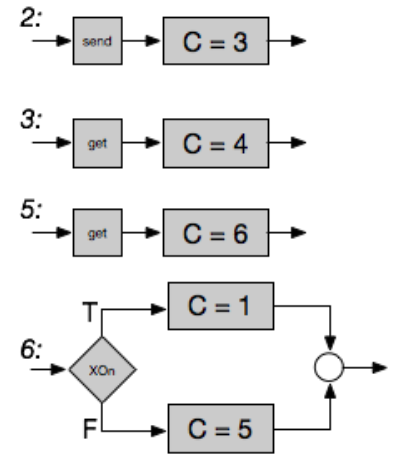 2:
send
C = 3
3:
get
C = 4
5:
get
C = 6
6:
XOn
T
C = 1
F
C = 5